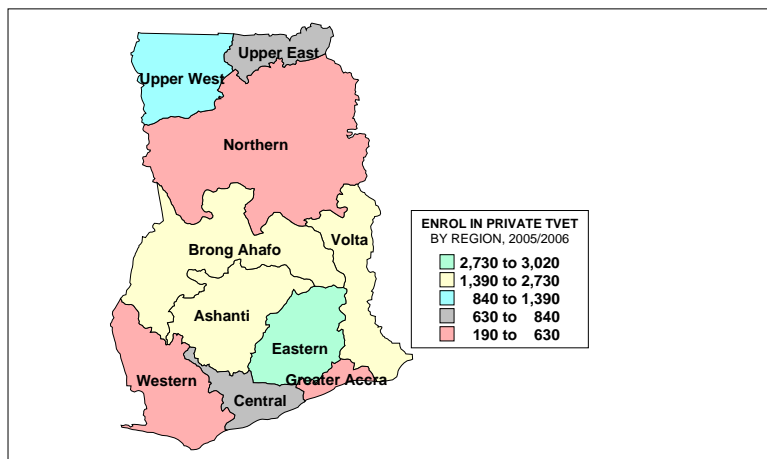 Upper East
Upper West
Northern
Volta
Brong Ahafo
Ashanti
Eastern
Western
Greater Accra
Central
ENROL IN PRIVATE TVET
BY REGION, 2005/2006
2,730 to 3,020
1,390 to 2,730
840 to 1,390
630 to 840
190 to 630